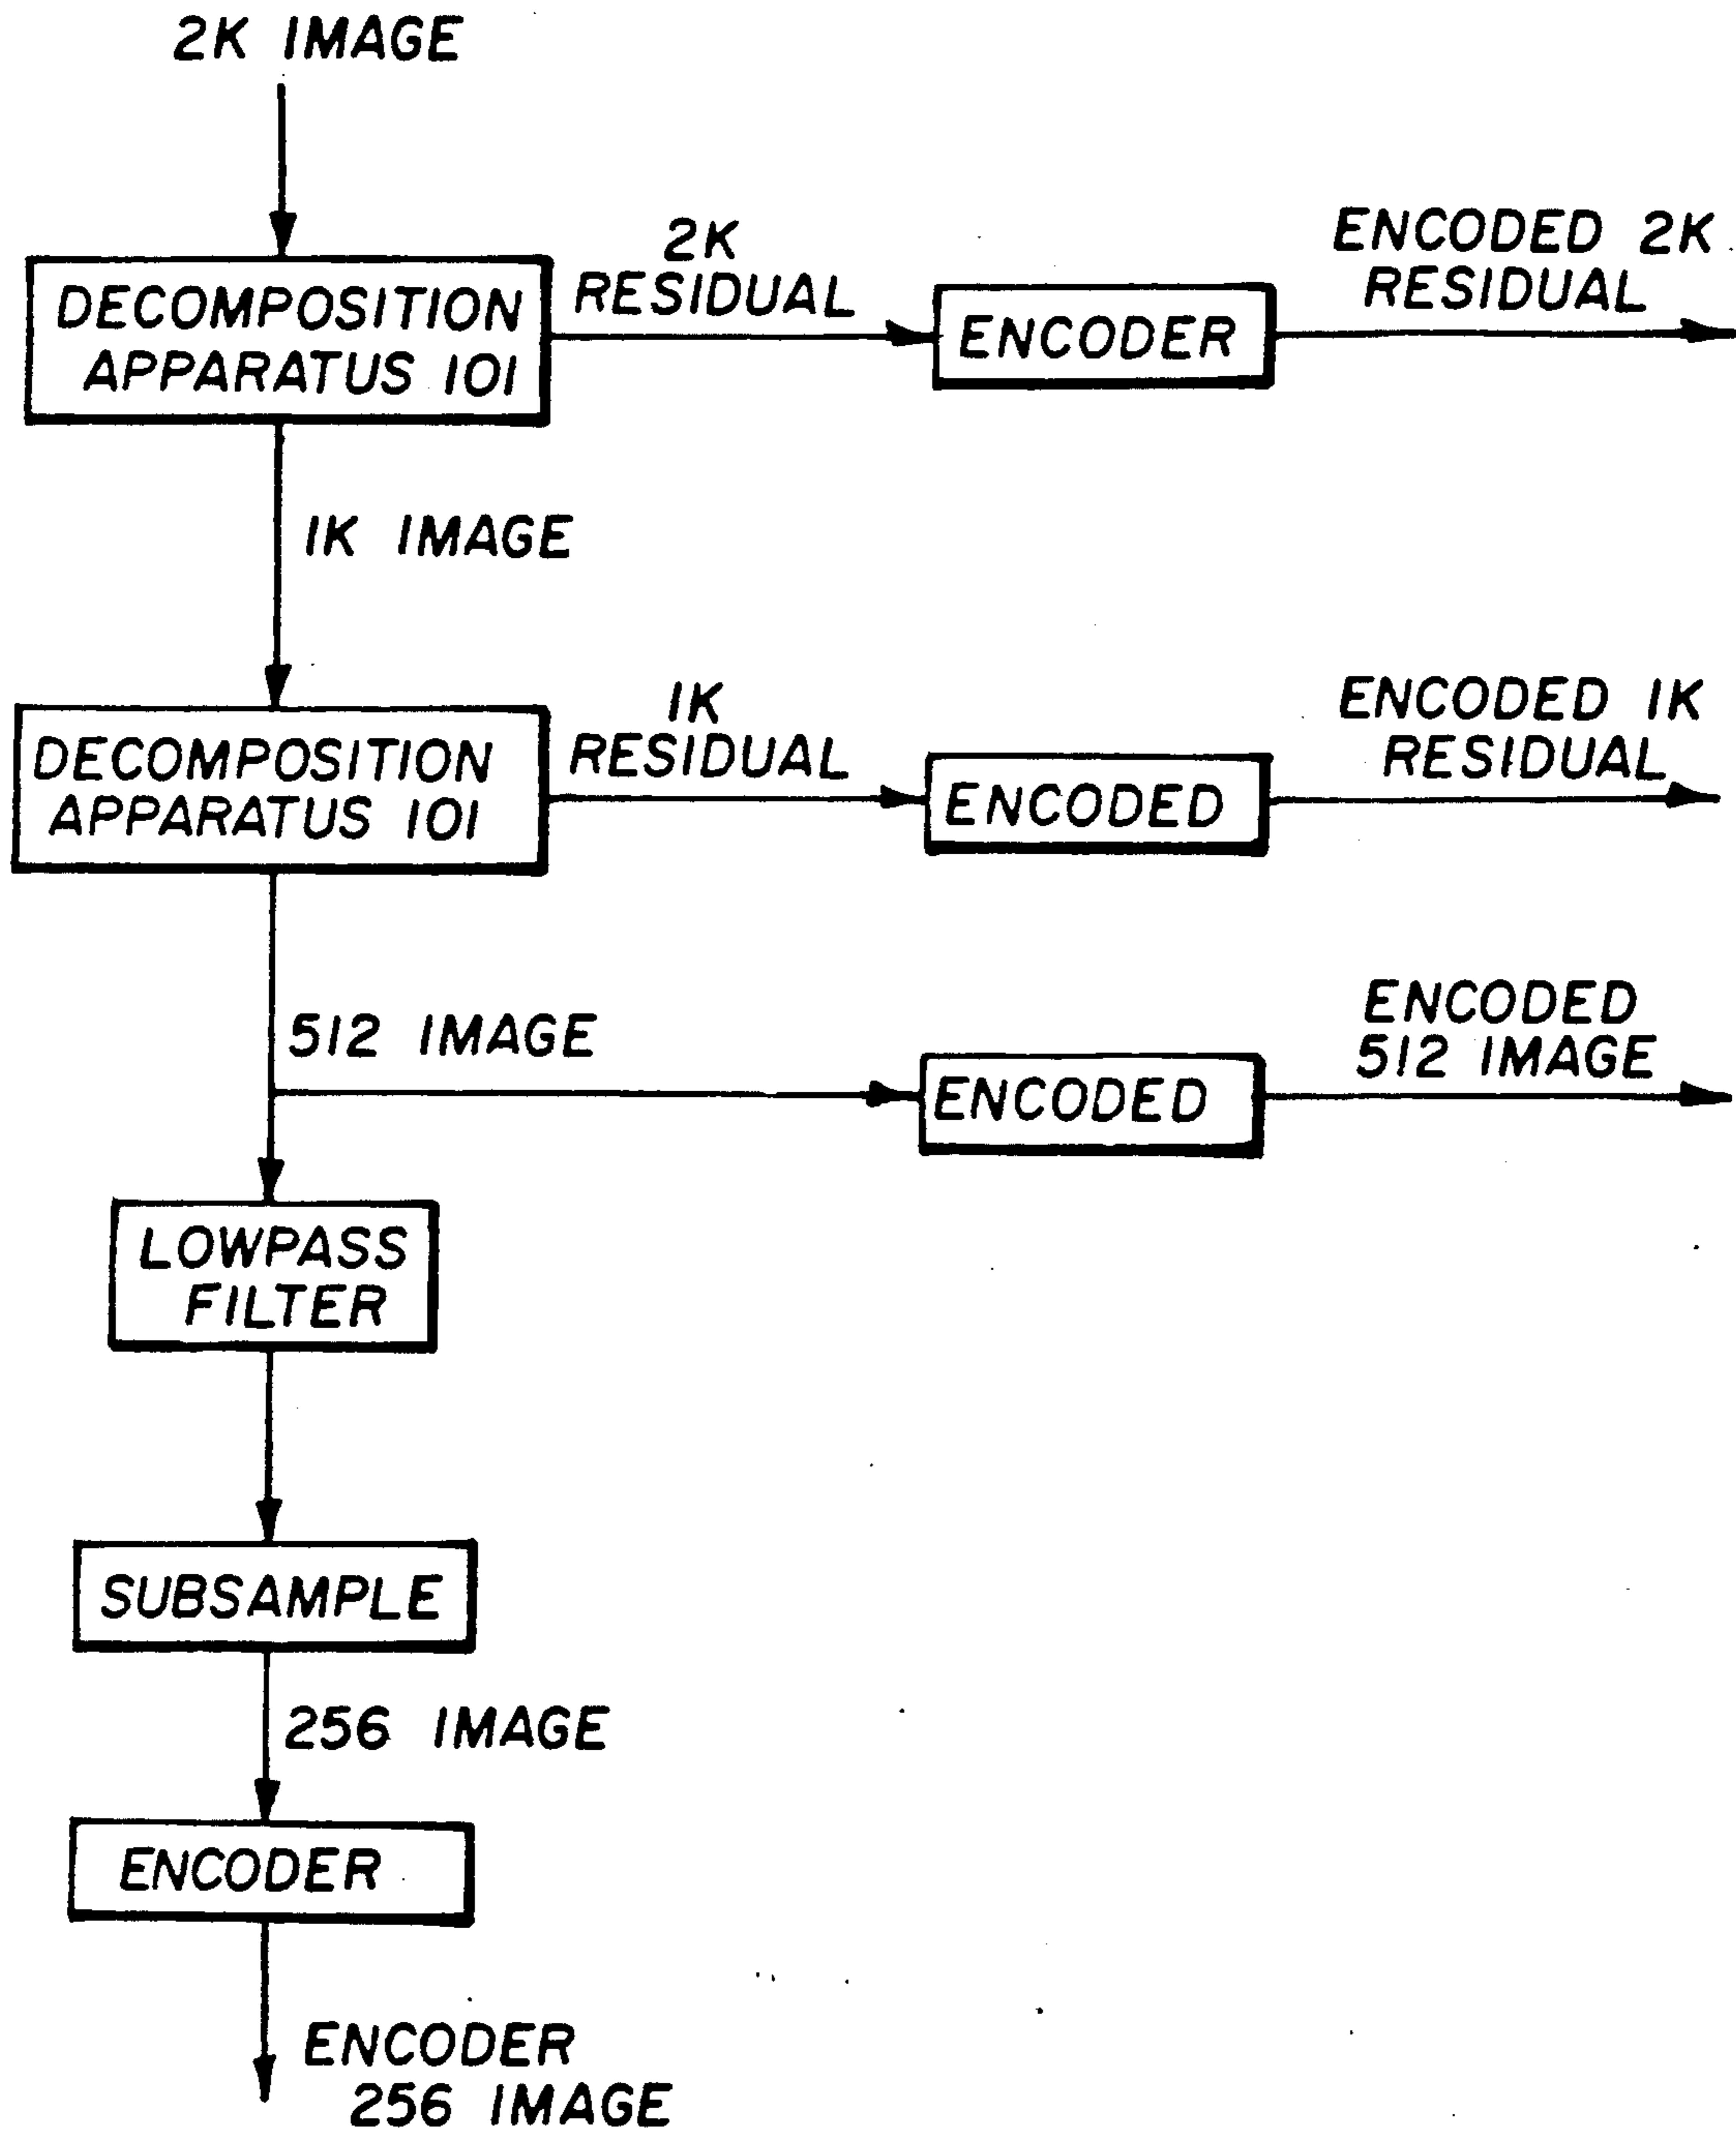 2K IMAGE
DECOMPOSITION
APPARATUS 101
2K
RESIDUAL
ENCODER
ENCODED 2K
RESIDUAL
1K IMAGE
DECOMPOSITION
APPARATUS 101
1K
RESIDUAL
ENCODED
ENCODED 1K
RESIDUAL
512 IMAGE
ENCODED
ENCODED
512 IMAGE
LOWPASS
FILTER
SUBSAMPLE
256 IMAGE
ENCODER
ENCODER
256 IMAGE